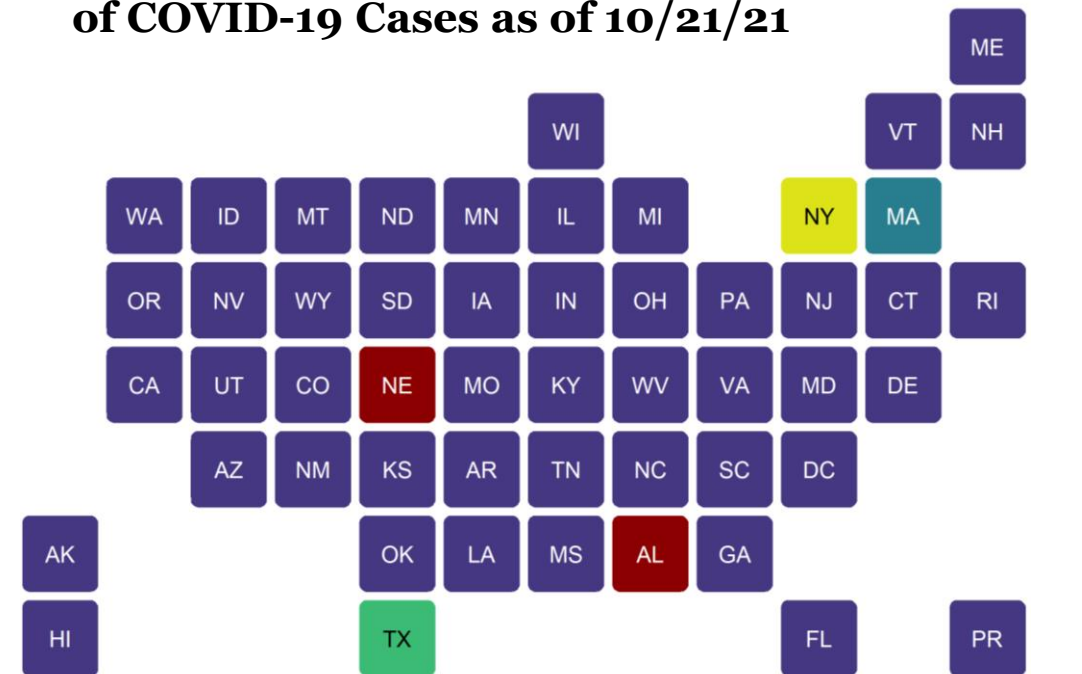 of COVID-19 Cases as of 10/21/21
ME
WI VT NH
WA ID MT ND MN IL MI NY MA
OR NV WY SD IA IN OH PA NJ CT RI
CA UT CO NE MO KY WV VA MD DE
AZ NM KS AR TN NC SC DC
AK OK LA MS AL GA
HI TX FL PR